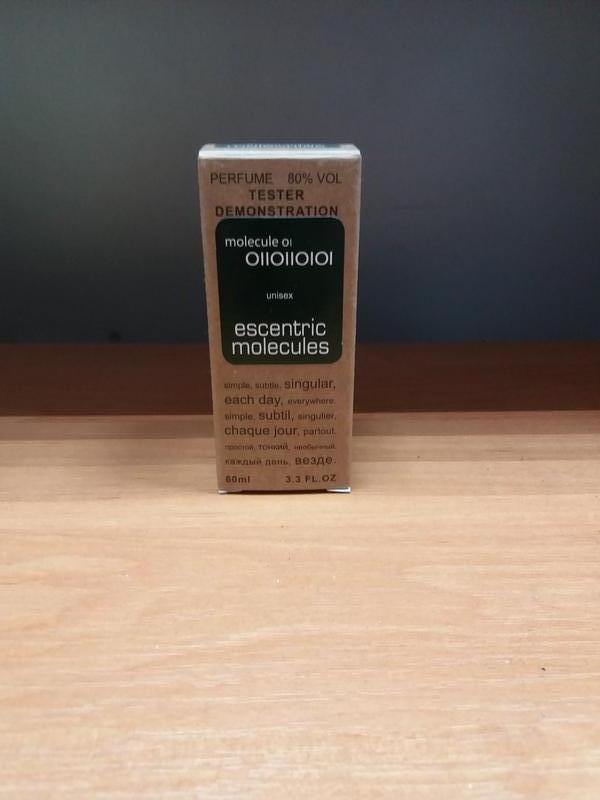 PERFUME 80% VOL
TESTER
DEMONSTRATION
molecule 01
011011010I
unisex
escentric
molecules
simple, subtle, singular,
each day, everywhere.
simple, subtil, singulier,
chaque jour, partout.
простой, тонкий, необычный,
каждый день, везде.
60ml 3.3 FL.OZ